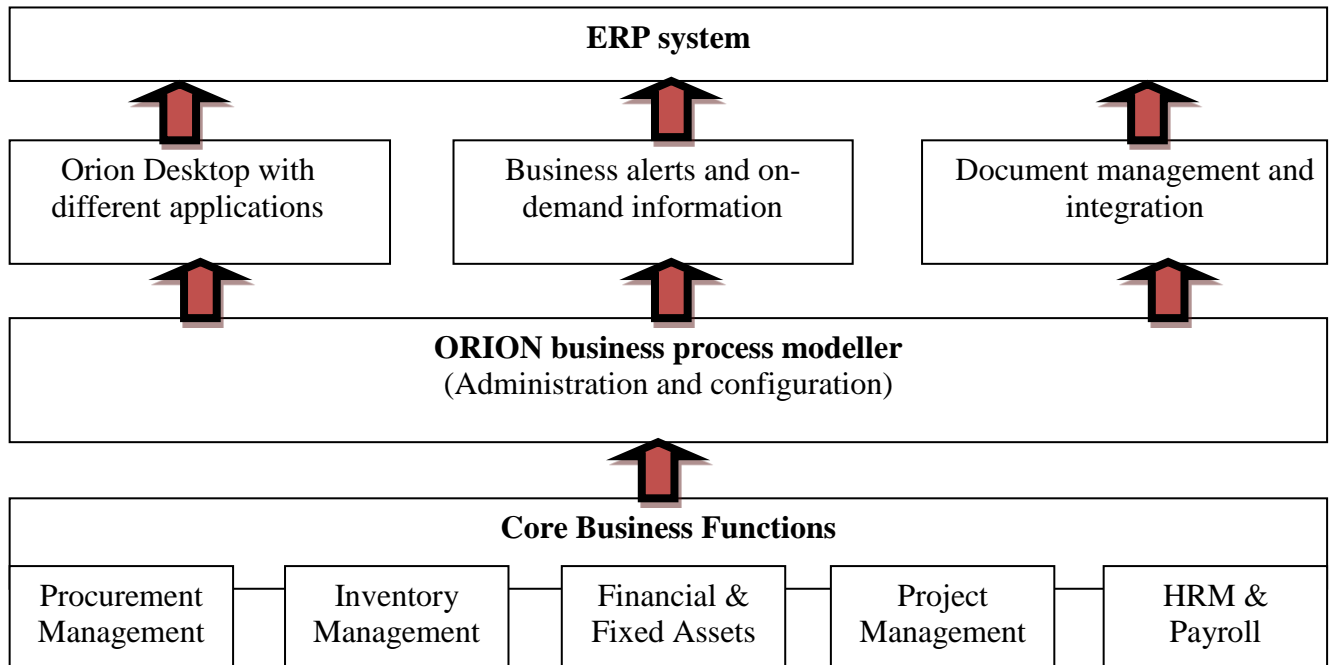 ERP system
Orion Desktop with
different applications
Business alerts and on-
demand information
Document management and
integration
ORION business process modeller
(Administration and configuration)
Core Business Functions
Procurement
Management
Inventory
Management
Financial &
Fixed Assets
Project
Management
HRM &
Payroll